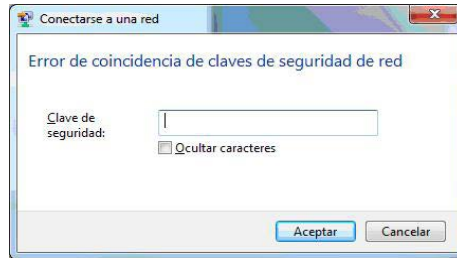 Conectarse a una red
Error de coincidencia de claves de seguridad de red
Clave de
seguridad:
Ocultar caracteres
Aceptar
Cancelar